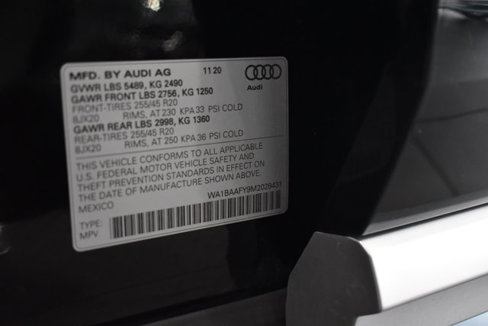 MFD. BY AUDI AG 11 20
GVWR LBS 5489, KG 2490
GAWR FRONT LBS 2756, KG 1250
FRONT-TIRES 255/45 R20
8JX20 RIMS, AT 230 KPA 33 PSI COLD
GAWR REAR LBS 2998, KG 1360
REAR-TIRES 255/45 R20
8JX20 RIMS, AT 250 KPA 36 PSI COLD
Audi
THIS VEHICLE CONFORMS TO ALL APPLICABLE
U.S. FEDERAL MOTOR VEHICLE SAFETY AND
THEFT PREVENTION STANDARDS IN EFFECT ON
THE DATE OF MANUFACTURE SHOWN ABOVE.
MEXICO
WA1BAAFY9M2029431
TYPE:
MPV